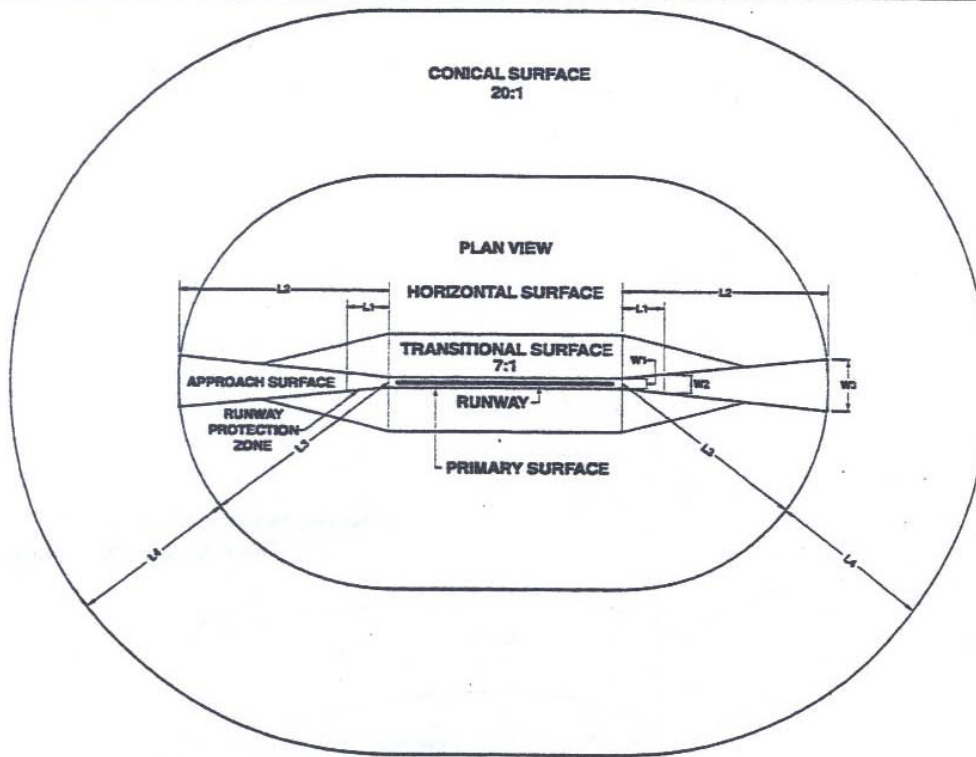 CONICAL SURFACE
20:1
PLAN VIEW
L2
HORIZONTAL SURFACE
L2
L1
L1
TRANSITIONAL SURFACE
7:1
W1
W2
W3
APPROACH SURFACE
RUNWAY
RUNWAY
PROTECTION
ZONE
L3
PRIMARY SURFACE
L3
L4
L4